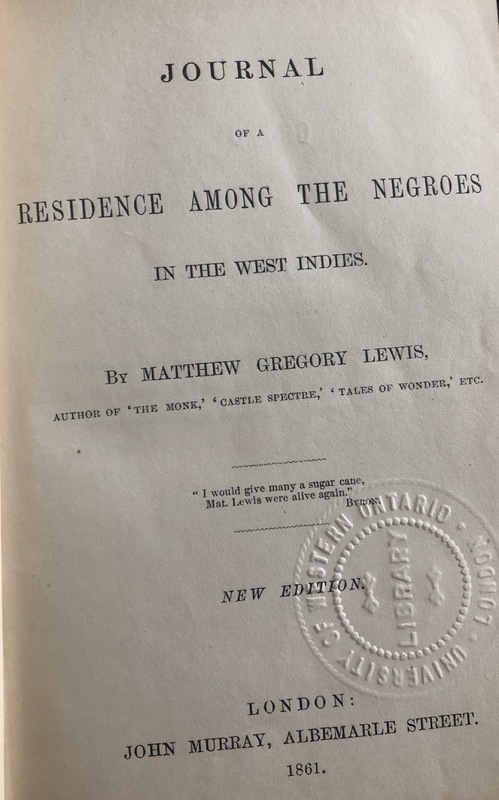 JOURNAL
OF A
RESIDENCE AMONG THE NEGROES
IN THE WEST INDIES.
By MATTHEW GREGORY LEWIS,
AUTHOR OF ‘THE MONK,’ ‘CASTLE SPECTRE,’ ‘TALES OF WONDER,’ ETC.
“I would give many a sugar cane,
Mat. Lewis were alive again.”
Byron.
NEW EDITION.
UNIVERSITY OF WESTERN ONTARIO · LONDON ·
LIBRARY
LONDON:
JOHN MURRAY, ALBEMARLE STREET.
1861.